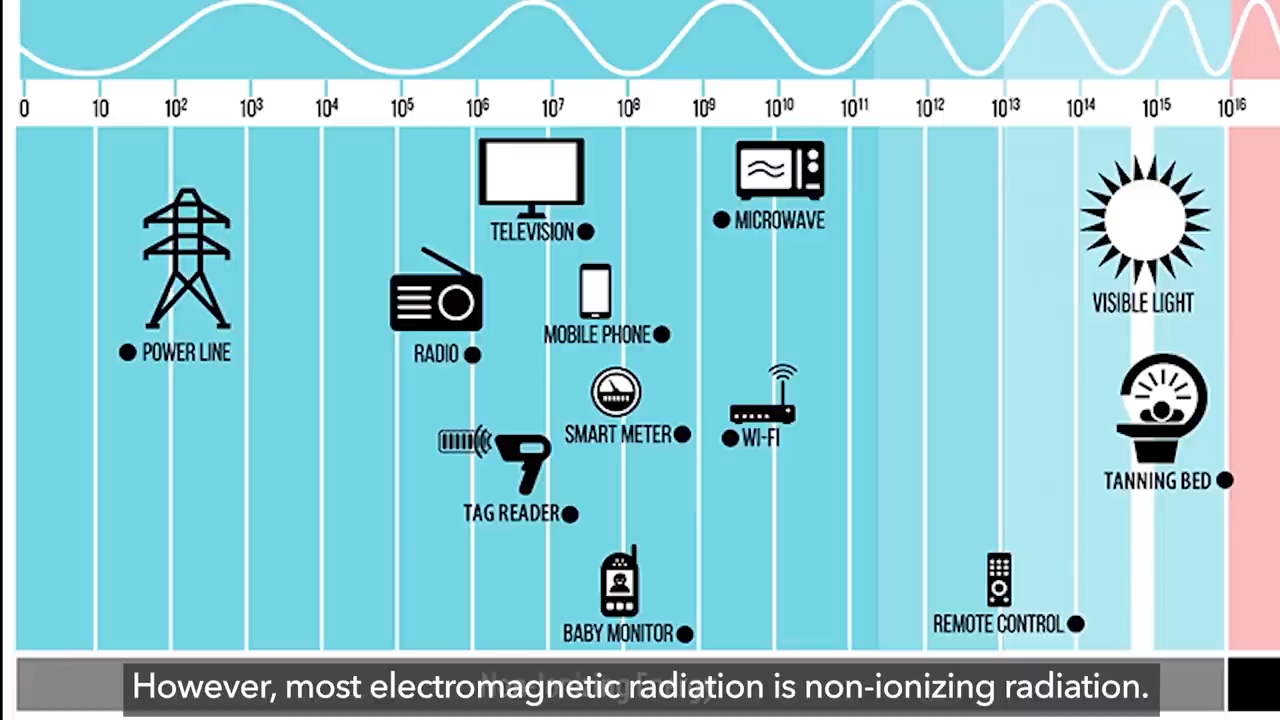 0 10 10² 10³ 10⁴ 10⁵ 10⁶ 10⁷ 10⁸ 10⁹ 10¹⁰ 10¹¹ 10¹² 10¹³ 10¹⁴ 10¹⁵ 10¹⁶
TELEVISION
MICROWAVE
VISIBLE LIGHT
MOBILE PHONE
POWER LINE
RADIO
SMART METER
WI-FI
TANNING BED
TAG READER
REMOTE CONTROL
BABY MONITOR
However, most electromagnetic radiation is non-ionizing radiation.